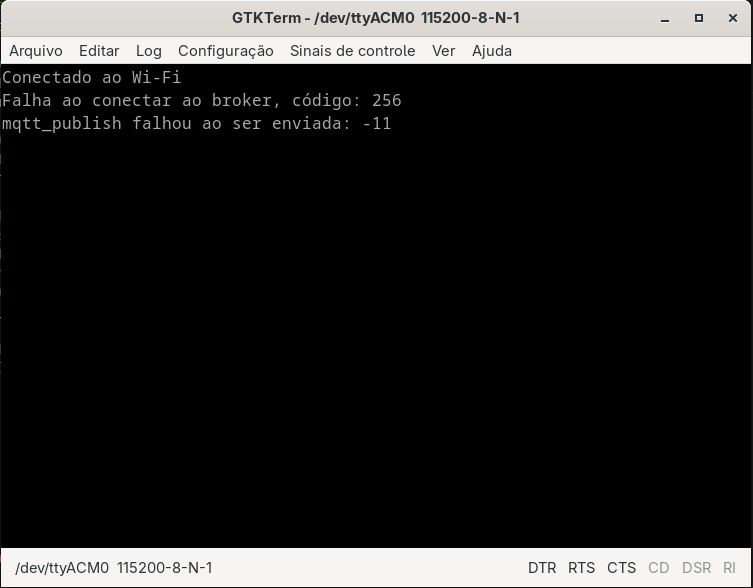 GTKTerm - /dev/ttyACM0 115200-8-N-1
Arquivo Editar Log Configuração Sinais de controle Ver Ajuda
Conectado ao Wi-Fi
Falha ao conectar ao broker, código: 256
mqtt_publish falhou ao ser enviada: -11
/dev/ttyACM0 115200-8-N-1 DTR RTS CTS CD DSR RI